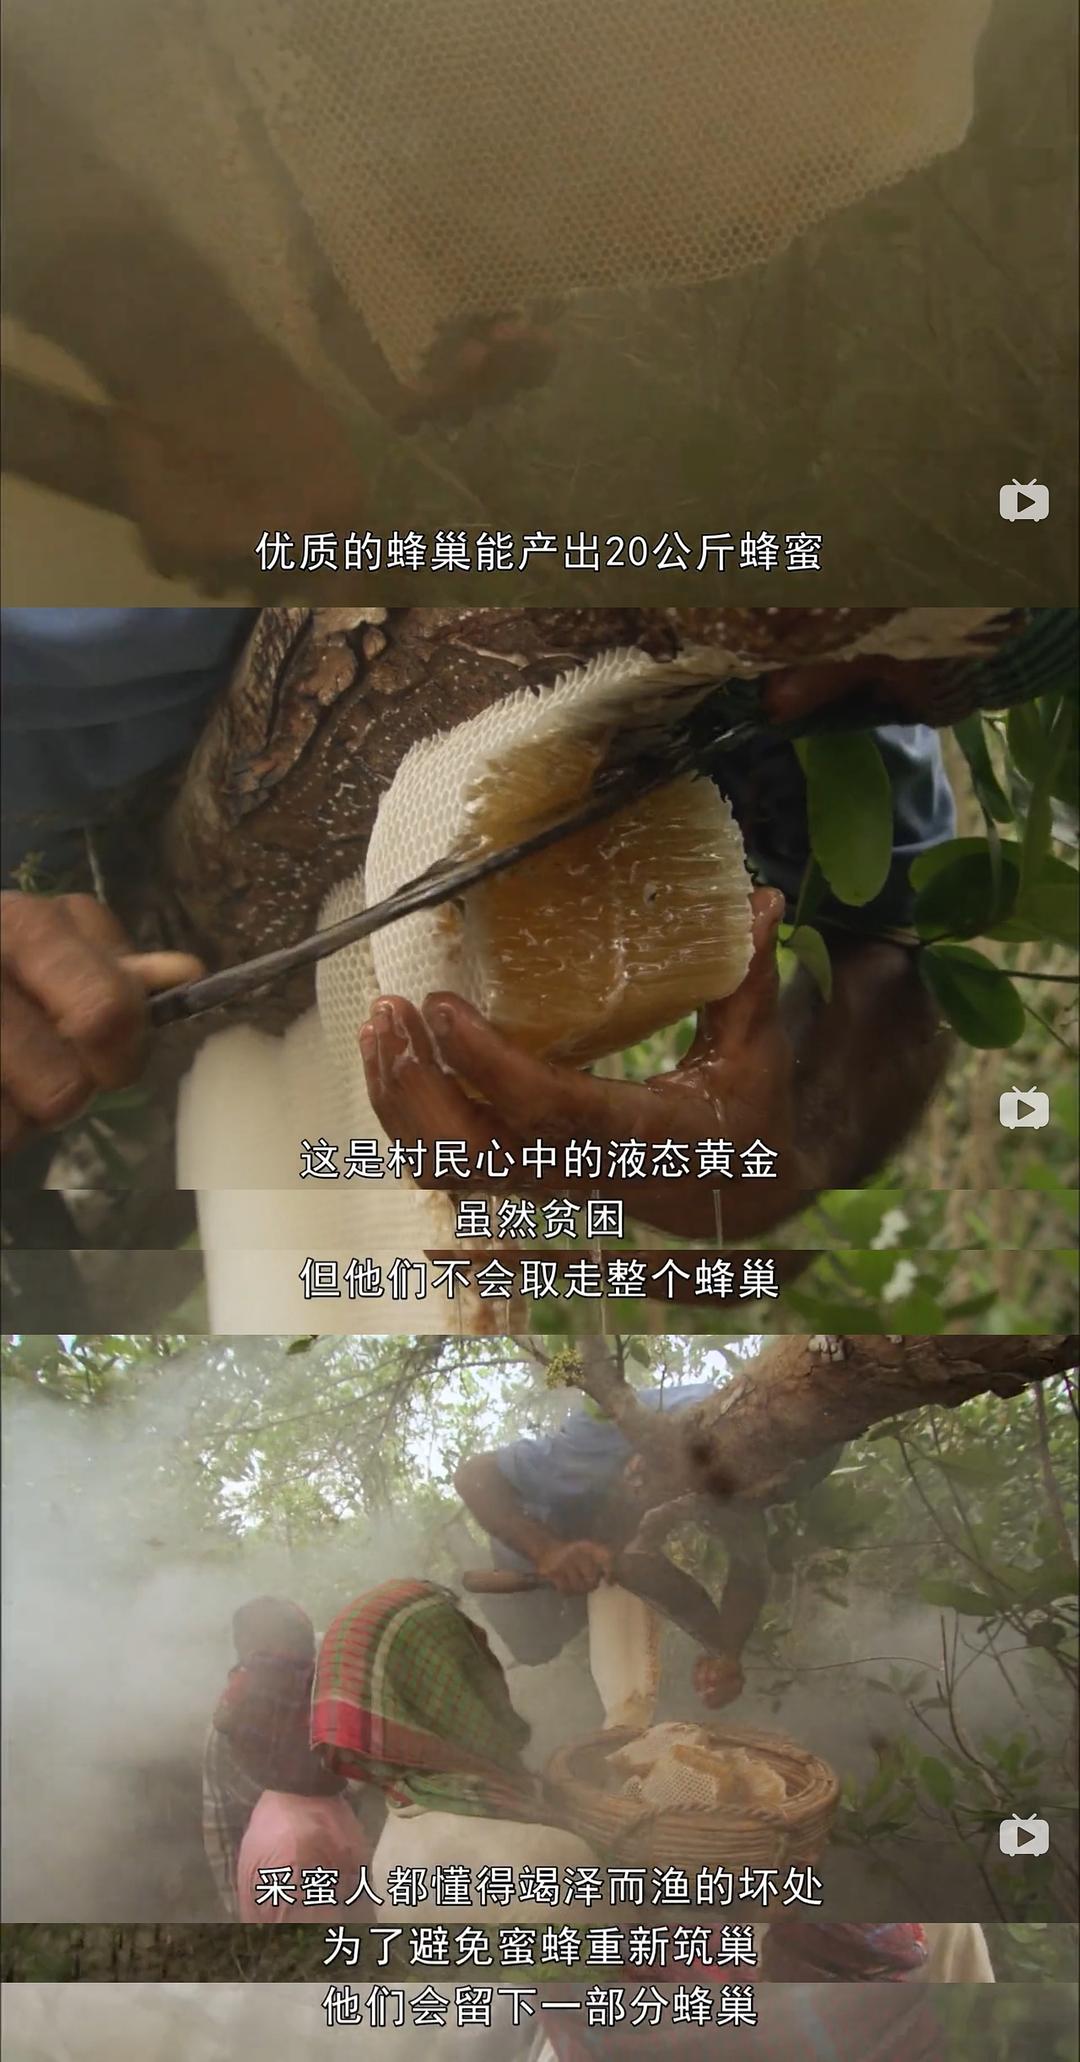 优质的蜂巢能产出20公斤蜂蜜
这是村民心中的液态黄金
虽然贫困
但他们不会取走整个蜂巢
采蜜人都懂得竭泽而渔的坏处
为了避免蜜蜂重新筑巢
他们会留下一部分蜂巢